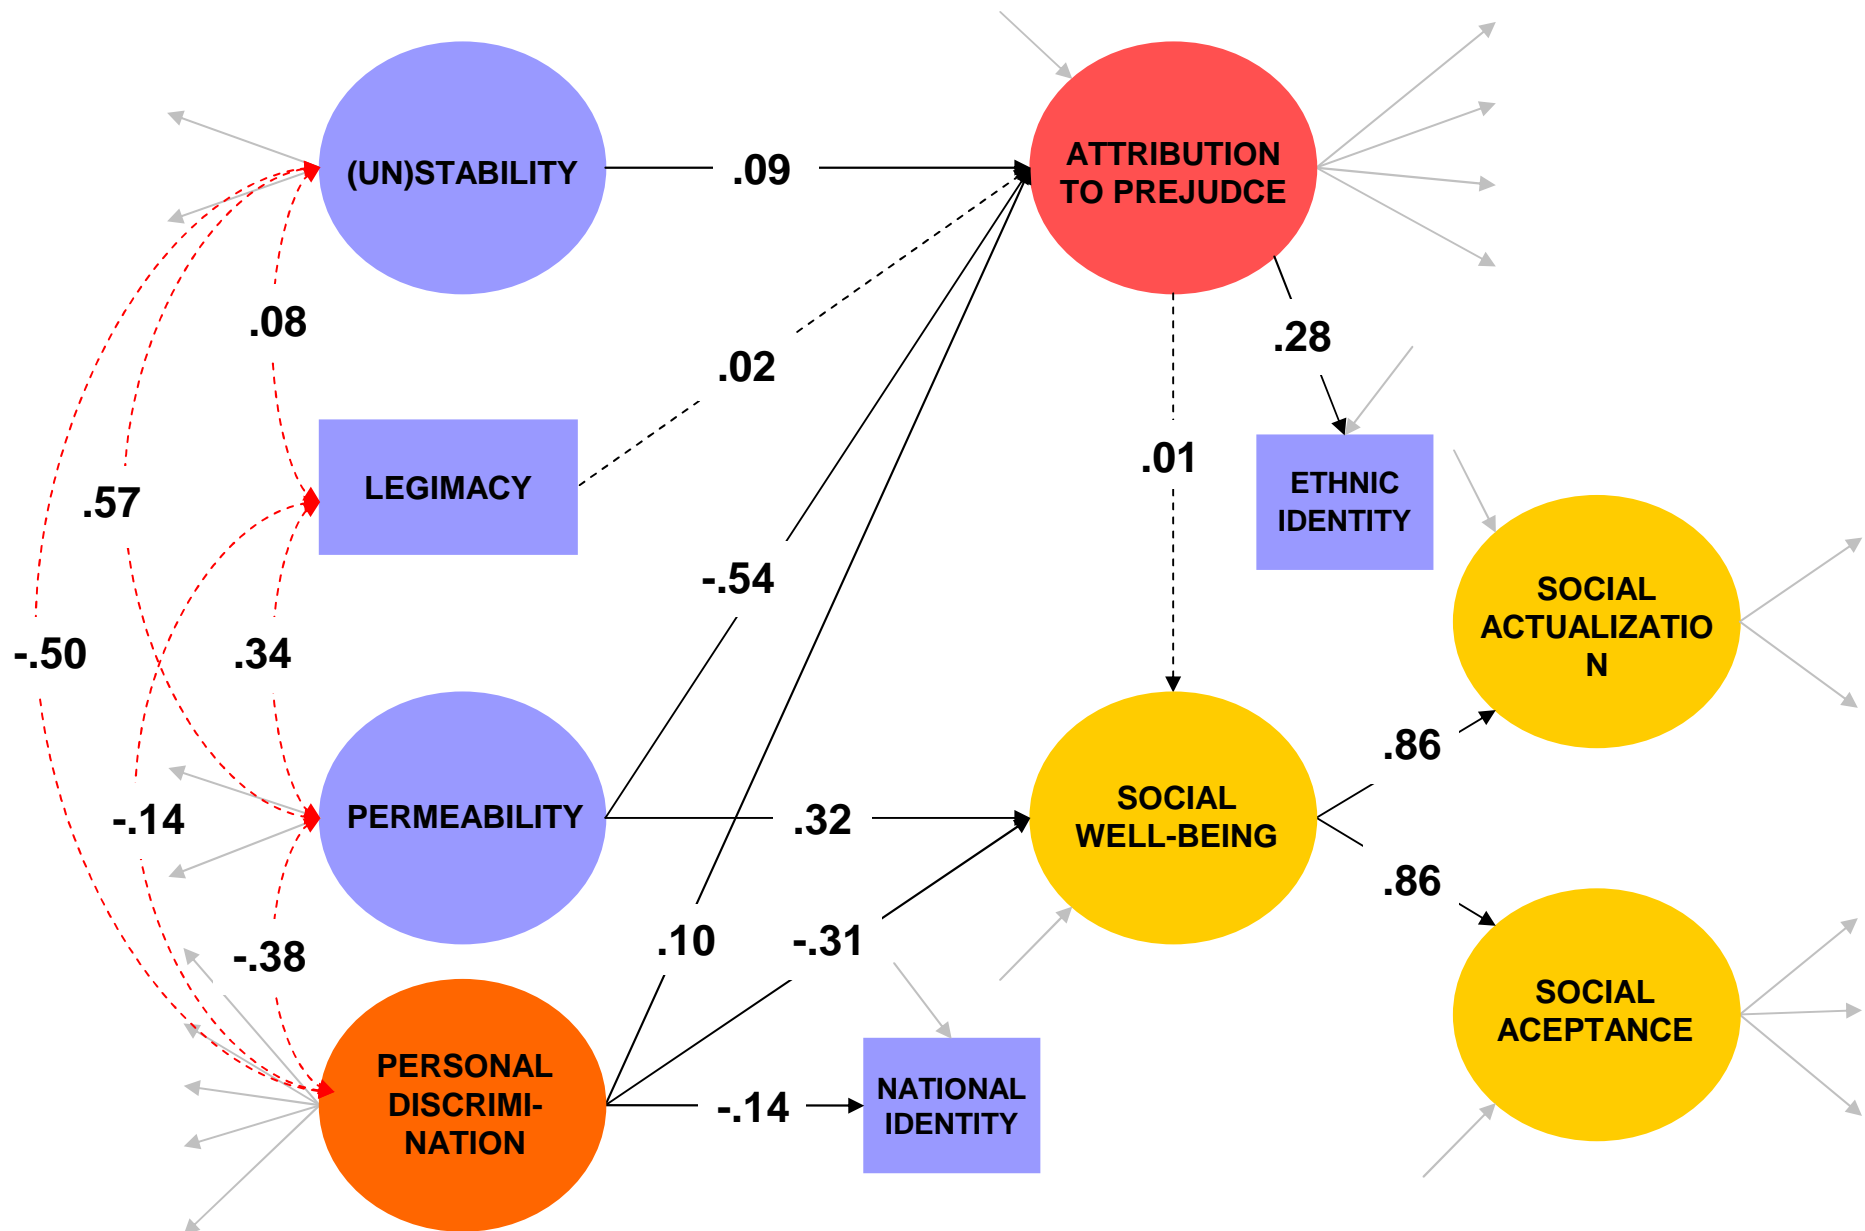 (UN)STABILITY
.09
ATTRIBUTION
TO PREJUDCE
.08
.02
.28
LEGIMACY
.57
.01
ETHNIC
IDENTITY
-.54
SOCIAL
ACTUALIZATIO
N
-.50
.34
.86
PERMEABILITY
-.14
.32
SOCIAL
WELL-BEING
.86
-.38
.10
-.31
SOCIAL
ACEPTANCE
PERSONAL
DISCRIMI-
NATION
-.14
NATIONAL
IDENTITY